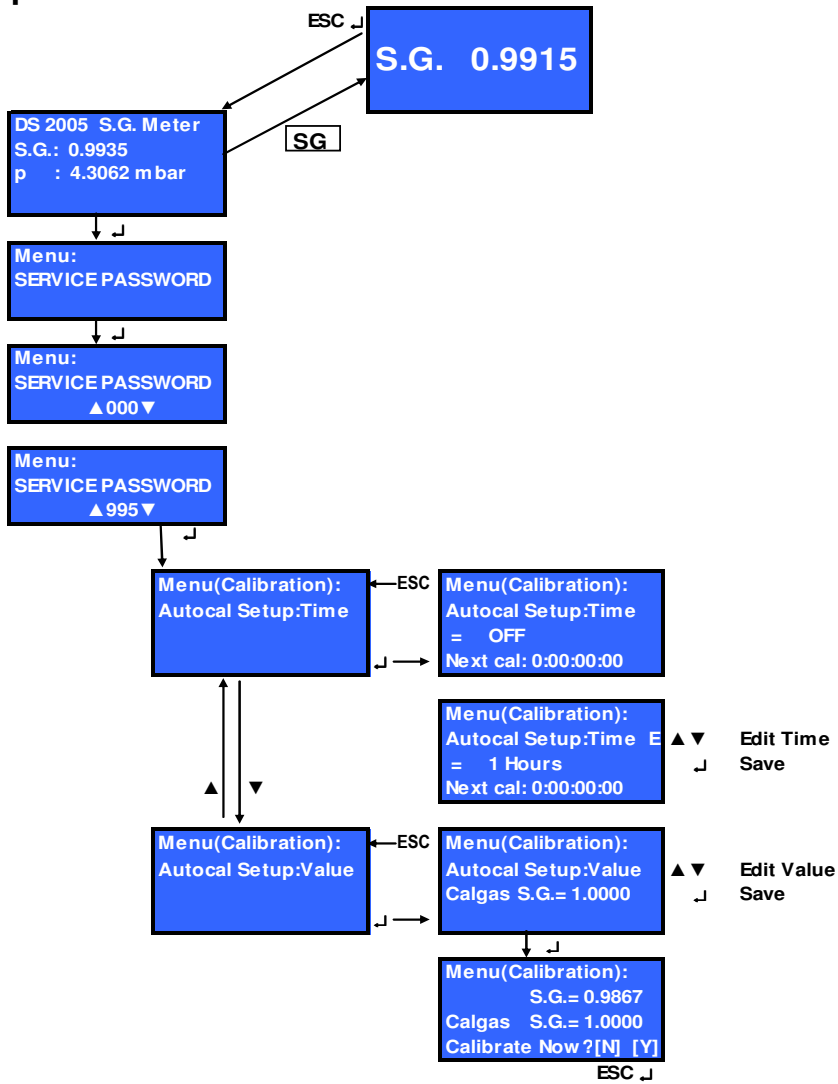 ESC ↵
S.G. 0.9915
DS 2005 S.G. Meter
S.G.: 0.9935
p : 4.3062 mbar
SG
↵
Menu:
SERVICE PASSWORD
↵
Menu:
SERVICE PASSWORD
▲000▼
Menu:
SERVICE PASSWORD
▲995▼
↵
Menu(Calibration):
Autocal Setup:Time
ESC
↵
Menu(Calibration):
Autocal Setup:Time
= OFF
Next cal: 0:00:00:00
Menu(Calibration):
Autocal Setup:Time E
= 1 Hours
Next cal: 0:00:00:00
▲ ▼ Edit Time
↵ Save
▲ ▼
Menu(Calibration):
Autocal Setup:Value
ESC
↵
Menu(Calibration):
Autocal Setup:Value
Calgas S.G.= 1.0000
▲ ▼ Edit Value
↵ Save
↵
Menu(Calibration):
S.G.= 0.9867
Calgas S.G.= 1.0000
Calibrate Now?[N] [Y]
ESC ↵